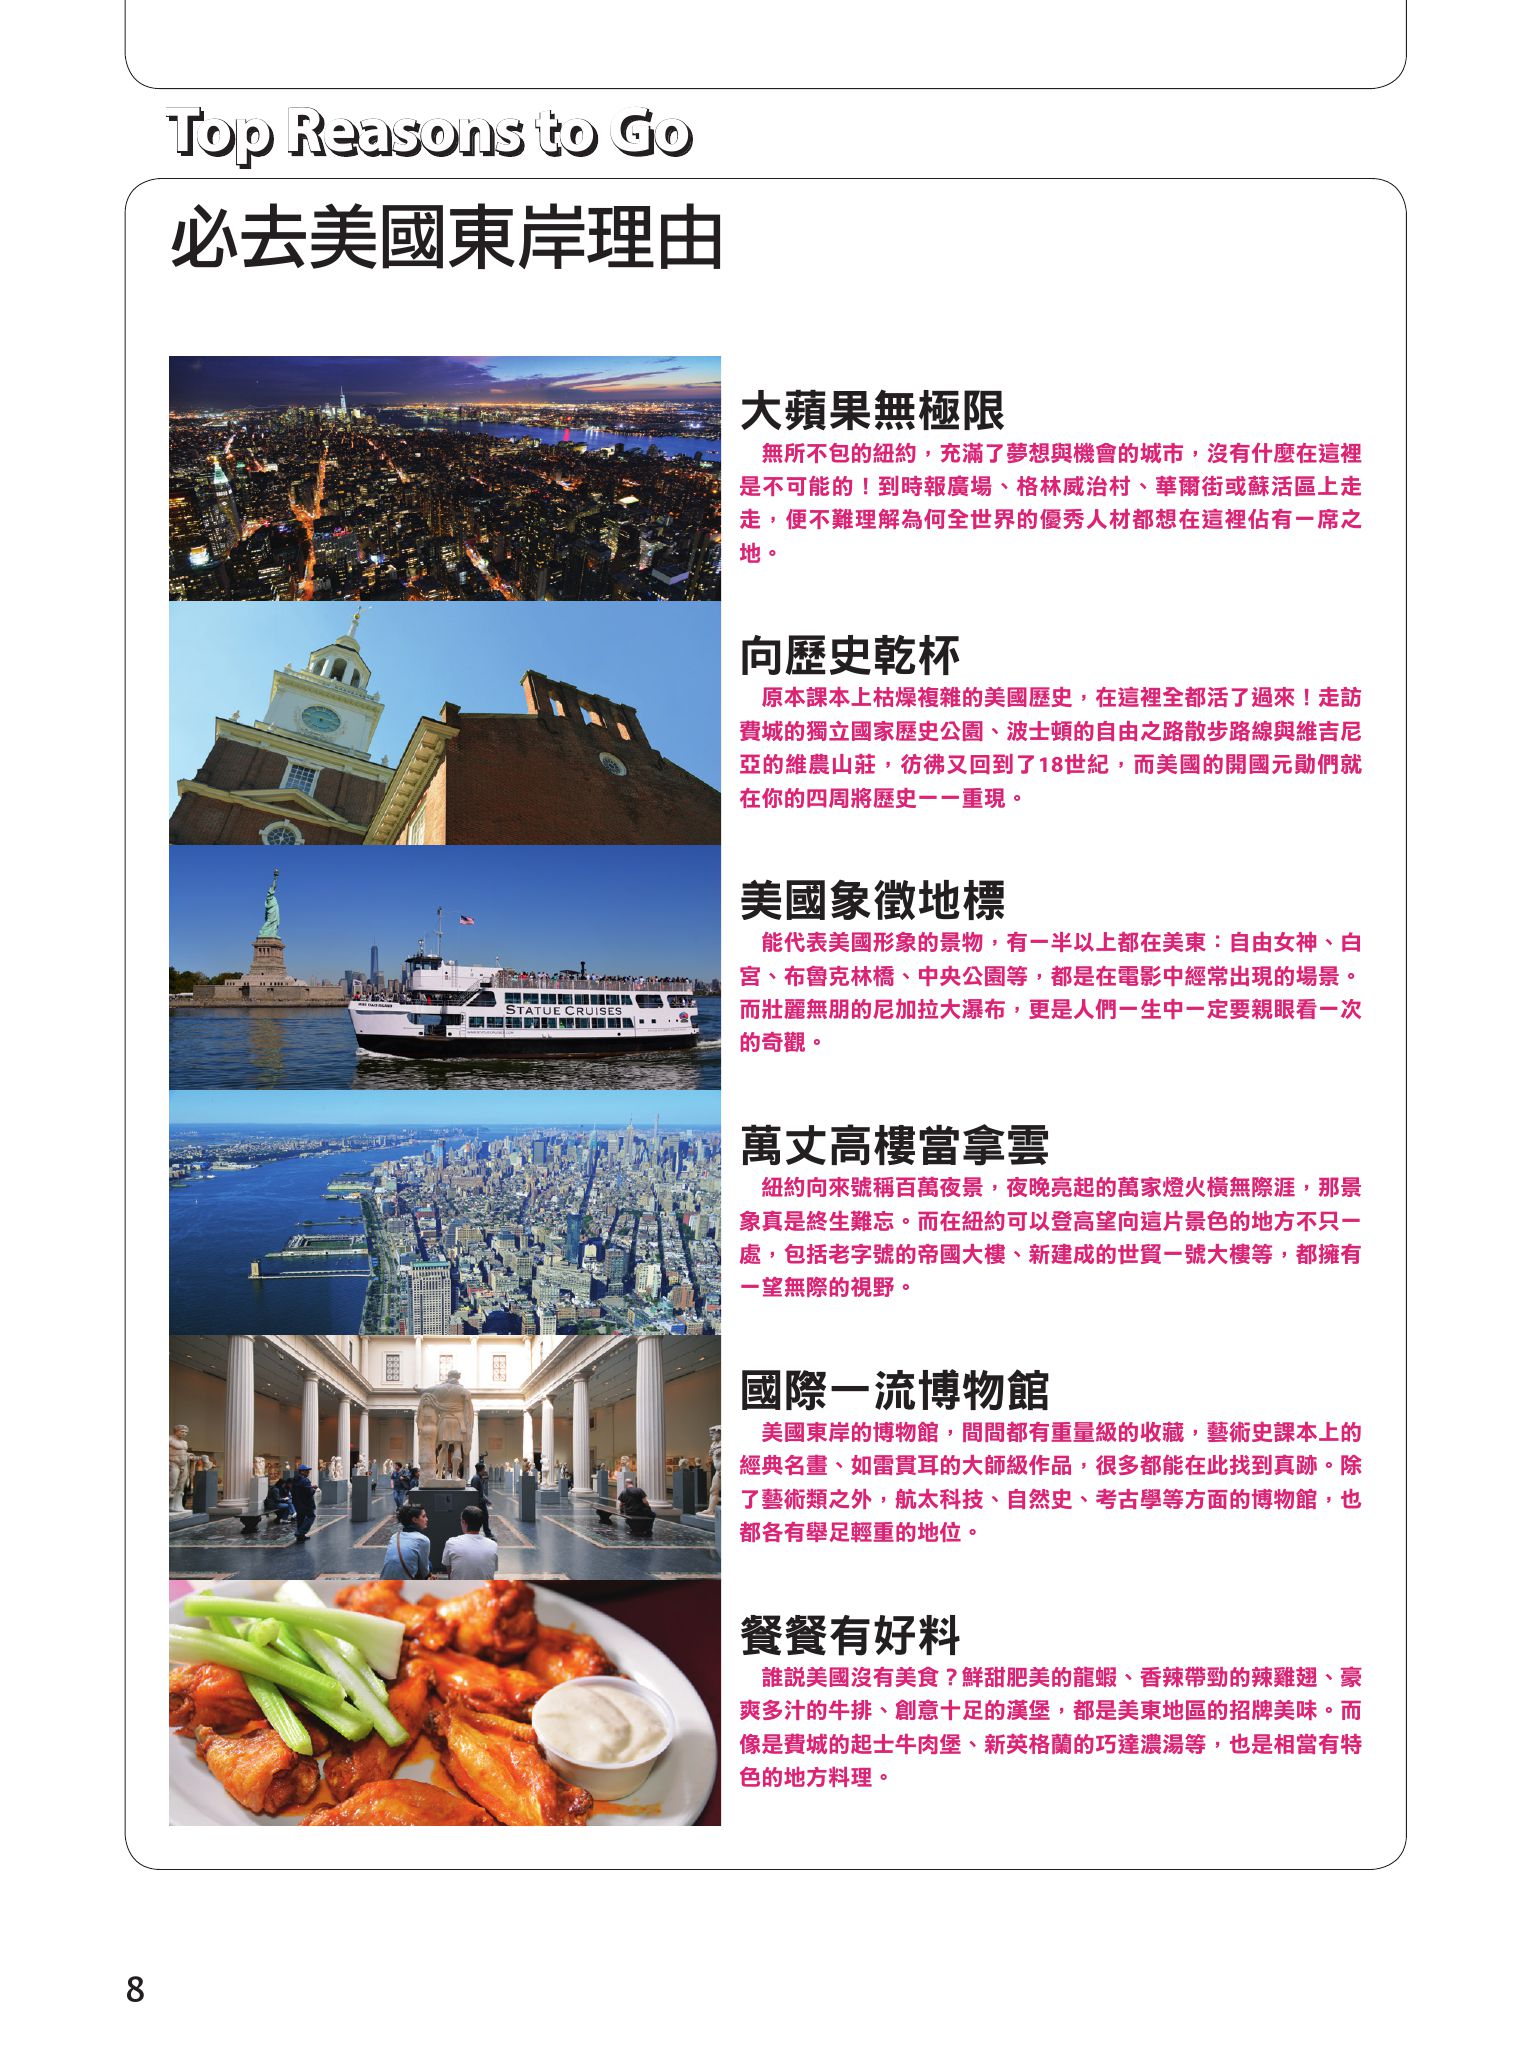 Top Reasons to Go
必去美國東岸理由
大蘋果無極限
無所不包的紐約，充滿了夢想與機會的城市，沒有什麼在這裡
是不可能的！到時報廣場、格林威治村、華爾街或蘇活區上走
走，便不難理解為何全世界的優秀人材都想在這裡佔有一席之
地。
向歷史乾杯
原本課本上枯燥複雜的美國歷史，在這裡全都活了過來！走訪
費城的獨立國家歷史公園、波士頓的自由之路散步路線與維吉尼
亞的維農山莊，彷彿又回到了18世紀，而美國的開國元勛們就
在你的四周將歷史一一重現。
美國象徵地標
能代表美國形象的景物，有一半以上都在美東：自由女神、白
宮、布魯克林橋、中央公園等，都是在電影中經常出現的場景。
而壯麗無朋的尼加拉大瀑布，更是人們一生中一定要親眼看一次
的奇觀。
STATUE CRUISES
萬丈高樓當拿雲
紐約向來號稱百萬夜景，夜晚亮起的萬家燈火橫無際涯，那景
象真是終生難忘。而在紐約可以登高望向這片景色的地方不只一
處，包括老字號的帝國大樓、新建成的世貿一號大樓等，都擁有
一望無際的視野。
國際一流博物館
美國東岸的博物館，間間都有重量級的收藏，藝術史課本上的
經典名畫、如雷貫耳的大師級作品，很多都能在此找到真跡。除
了藝術類之外，航太科技、自然史、考古學等方面的博物館，也
都各有舉足輕重的地位。
餐餐有好料
誰説美國沒有美食？鮮甜肥美的龍蝦、香辣帶勁的辣雞翅、豪
爽多汁的牛排、創意十足的漢堡，都是美東地區的招牌美味。而
像是費城的起士牛肉堡、新英格蘭的巧達濃湯等，也是相當有特
色的地方料理。
8